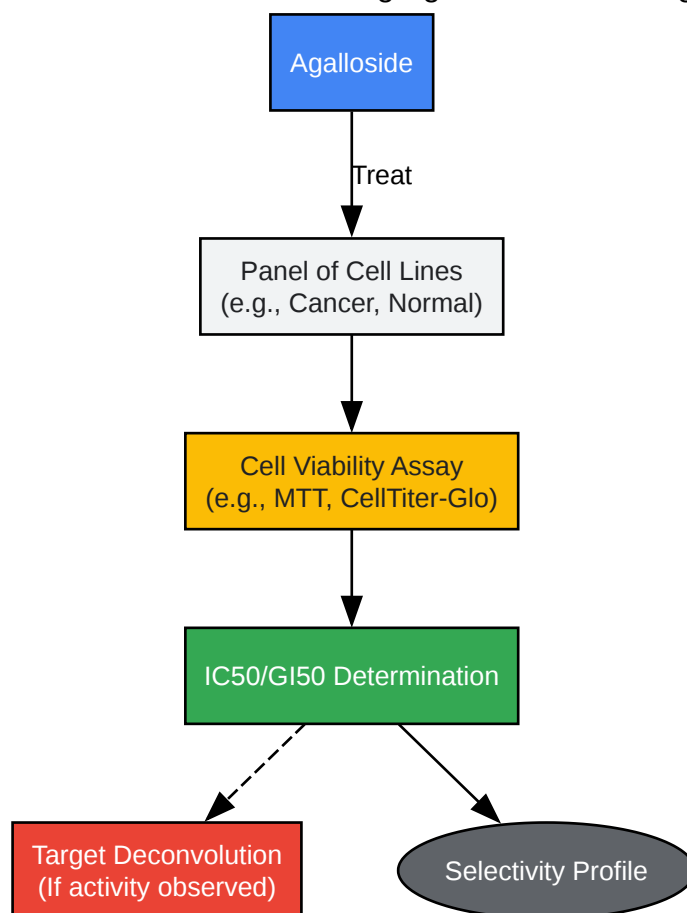 Agalloside
Treat
Panel of Cell Lines
(e.g., Cancer, Normal)
Cell Viability Assay
(e.g., MTT, CellTiter-Glo)
IC50/GI50 Determination
Target Deconvolution
(If activity observed)
Selectivity Profile